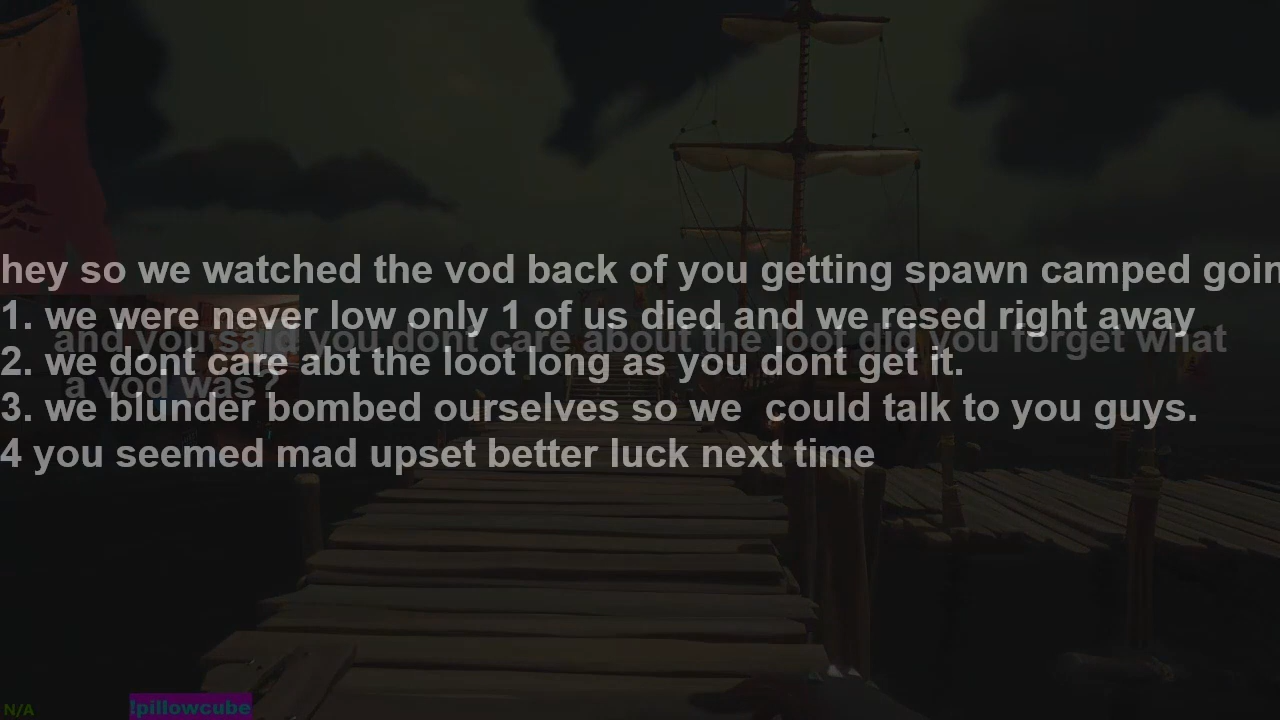 hey so we watched the vod back of you getting spawn camped goin
1. we were never low only 1 of us died and we resed right away
and you said you dont care about the loot did you forget what
2. we dont care abt the loot long as you dont get it.
a vod was?
3. we blunder bombed ourselves so we  could talk to you guys.
4 you seemed mad upset better luck next time
N/A
!pillowcube